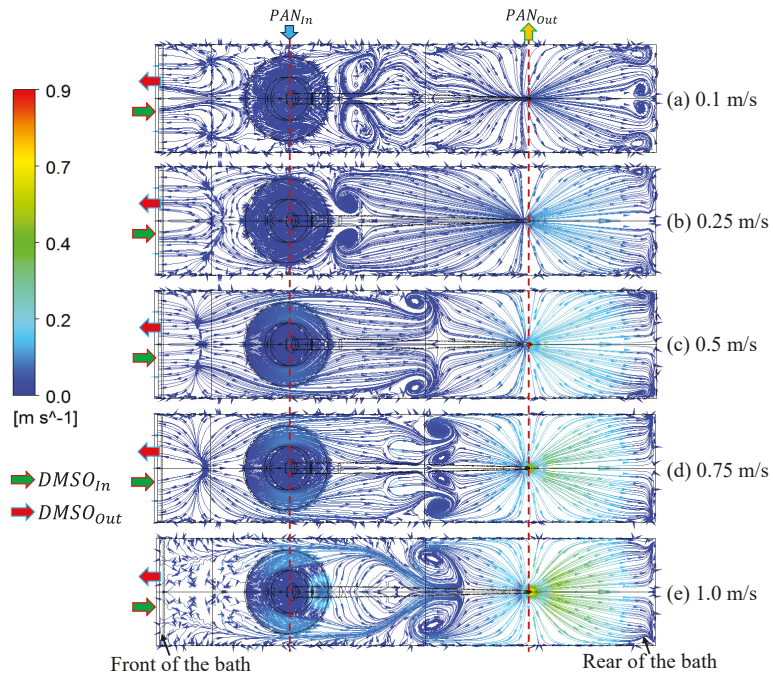 PAN_In
PAN_Out
0.9
0.7
0.4
0.2
0.0
[m s^-1]
DMSO_In
DMSO_Out
(a) 0.1 m/s
(b) 0.25 m/s
(c) 0.5 m/s
(d) 0.75 m/s
(e) 1.0 m/s
Front of the bath
Rear of the bath